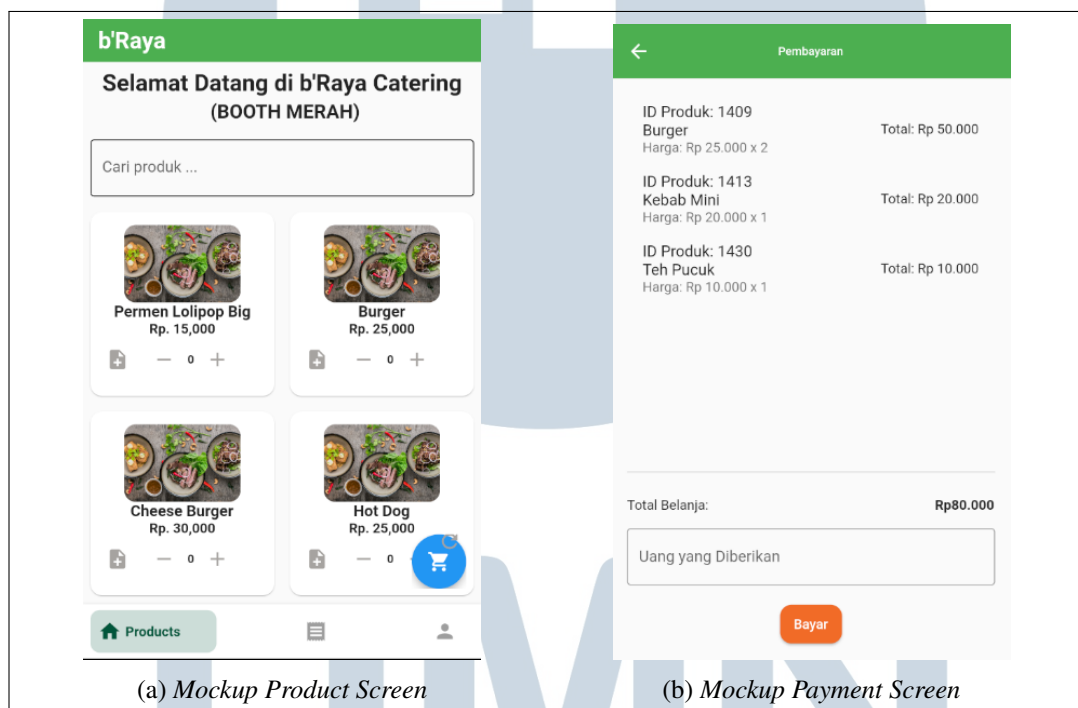 b'Raya
Selamat Datang di b'Raya Catering
(BOOTH MERAH)
Cari produk ...
Permen Lolipop Big
Rp. 15,000
0
Burger
Rp. 25,000
0
Cheese Burger
Rp. 30,000
0
Hot Dog
Rp. 25,000
0
Products
(a) Mockup Product Screen
Pembayaran
ID Produk: 1409
Burger
Harga: Rp 25.000 x 2
Total: Rp 50.000
ID Produk: 1413
Kebab Mini
Harga: Rp 20.000 x 1
Total: Rp 20.000
ID Produk: 1430
Teh Pucuk
Harga: Rp 10.000 x 1
Total: Rp 10.000
Total Belanja:
Rp80.000
Uang yang Diberikan
Bayar
(b) Mockup Payment Screen